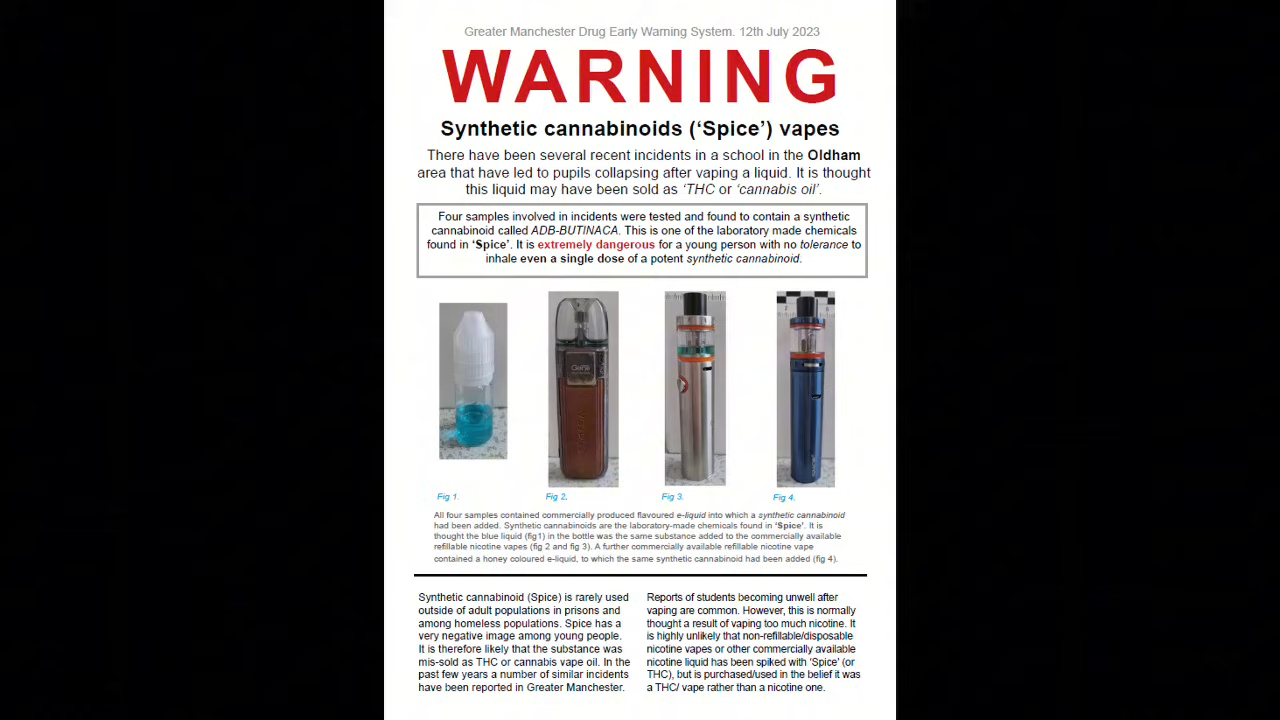 Greater Manchester Drug Early Warning System. 12th July 2023
WARNING
Synthetic cannabinoids (‘Spice’) vapes
There have been several recent incidents in a school in the Oldham
area that have led to pupils collapsing after vaping a liquid. It is thought
this liquid may have been sold as ‘THC or ‘cannabis oil’.
Four samples involved in incidents were tested and found to contain a synthetic
cannabinoid called ADB-BUTINACA. This is one of the laboratory made chemicals
found in ‘Spice’. It is extremely dangerous for a young person with no tolerance to
inhale even a single dose of a potent synthetic cannabinoid.
Fig 1.
Fig 2.
Fig 3.
Fig 4.
All four samples contained commercially produced flavoured e-liquid into which a synthetic cannabinoid
had been added. Synthetic cannabinoids are the laboratory-made chemicals found in ‘Spice’. It is
thought the blue liquid (fig1) in the bottle was the same substance added to the commercially available
refillable nicotine vapes (fig 2 and fig 3). A further commercially available refillable nicotine vape
contained a honey coloured e-liquid, to which the same synthetic cannabinoid had been added (fig 4).
Synthetic cannabinoid (Spice) is rarely used
outside of adult populations in prisons and
among homeless populations. Spice has a
very negative image among young people.
It is therefore likely that the substance was
mis-sold as THC or cannabis vape oil. In the
past few years a number of similar incidents
have been reported in Greater Manchester.
Reports of students becoming unwell after
vaping are common. However, this is normally
thought a result of vaping too much nicotine. It
is highly unlikely that non-refillable/disposable
nicotine vapes or other commercially available
nicotine liquid has been spiked with ‘Spice’ (or
THC), but is purchased/used in the belief it was
a THC/ vape rather than a nicotine one.